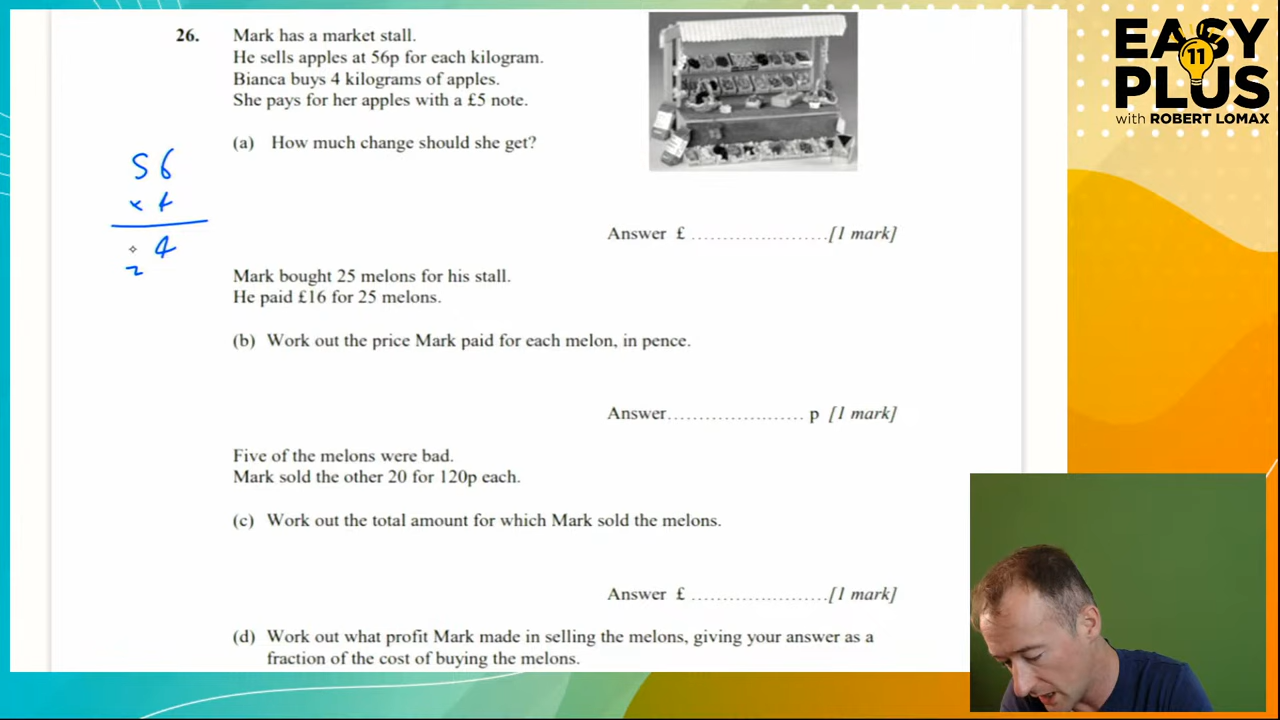 26. Mark has a market stall.
He sells apples at 56p for each kilogram.
Bianca buys 4 kilograms of apples.
She pays for her apples with a £5 note.
(a) How much change should she get?
56
x 4
4
2
Answer £ ........................[1 mark]
Mark bought 25 melons for his stall.
He paid £16 for 25 melons.
(b) Work out the price Mark paid for each melon, in pence.
Answer........................ p [1 mark]
Five of the melons were bad.
Mark sold the other 20 for 120p each.
(c) Work out the total amount for which Mark sold the melons.
Answer £ ........................[1 mark]
(d) Work out what profit Mark made in selling the melons, giving your answer as a
fraction of the cost of buying the melons.
EASY
11
PLUS
with ROBERT LOMAX